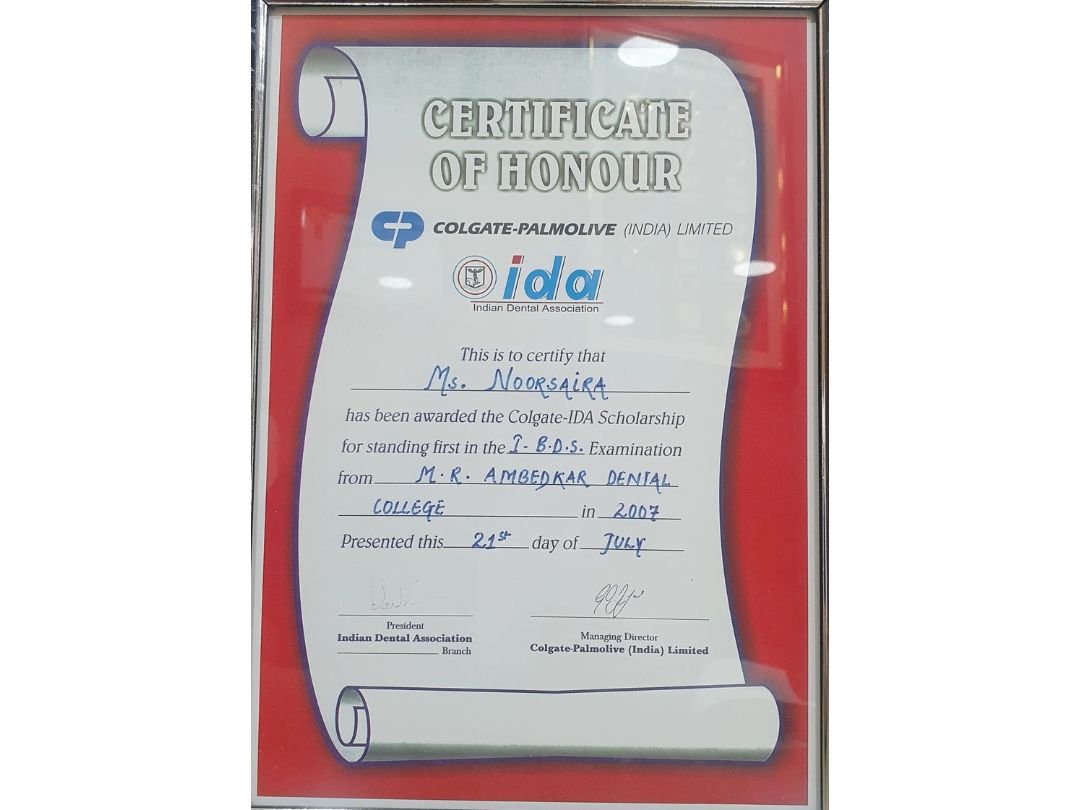 CERTIFICATE
OF HONOUR
CP COLGATE-PALMOLIVE (INDIA) LIMITED
ida
Indian Dental Association
This is to certify that
Ms. NOORSAIRA
has been awarded the Colgate-IDA Scholarship
for standing first in the I- B.D.S. Examination
from M.R. AMBEDKAR DENTAL
COLLEGE in 2007
Presented this 21st day of JULY
President
Indian Dental Association
Branch
Managing Director
Colgate-Palmolive (India) Limited